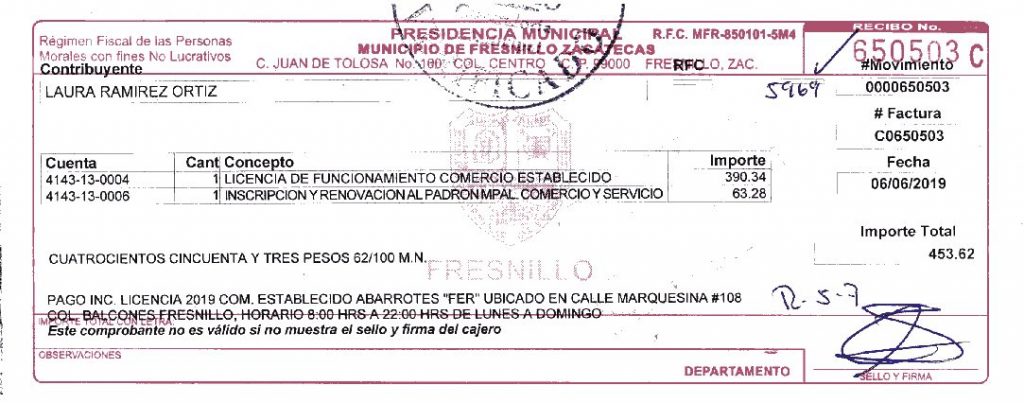 PRESIDENCIA MUNICIPAL R.F.C. MFR-850101-5M4
RECIBO No.
Régimen Fiscal de las Personas
Morales con fines No Lucrativos
MUNICIPIO DE FRESNILLO ZACATECAS
C. JUAN DE TOLOSA No. 100 COL. CENTRO C.P. 99000 FRESNILLO, ZAC.
650503 C
Contribuyente
RFC
#Movimiento
LAURA RAMIREZ ORTIZ
5969
0000650503
# Factura
C0650503
Cuenta Cant Concepto Importe
Fecha
4143-13-0004 1 LICENCIA DE FUNCIONAMIENTO COMERCIO ESTABLECIDO 390.34
4143-13-0006 1 INSCRIPCION Y RENOVACION AL PADRON MPAL. COMERCIO Y SERVICIO 63.28
06/06/2019
Importe Total
453.62
CUATROCIENTOS CINCUENTA Y TRES PESOS 62/100 M.N.
FRESNILLO
PAGO INC. LICENCIA 2019 COM. ESTABLECIDO ABARROTES "FER" UBICADO EN CALLE MARQUESINA #108
R-5-7
COL. BALCONES FRESNILLO, HORARIO 8:00 HRS A 22:00 HRS DE LUNES A DOMINGO
IMPORTE TOTAL CON LETRA:
Este comprobante no es válido si no muestra el sello y firma del cajero
OBSERVACIONES
DEPARTAMENTO
SELLO Y FIRMA